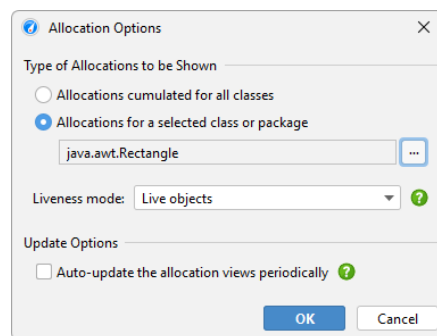 Allocation Options
Type of Allocations to be Shown
Allocations cumulated for all classes
Allocations for a selected class or package
java.awt.Rectangle ...
Liveness mode: Live objects ?
Update Options
Auto-update the allocation views periodically ?
OK Cancel